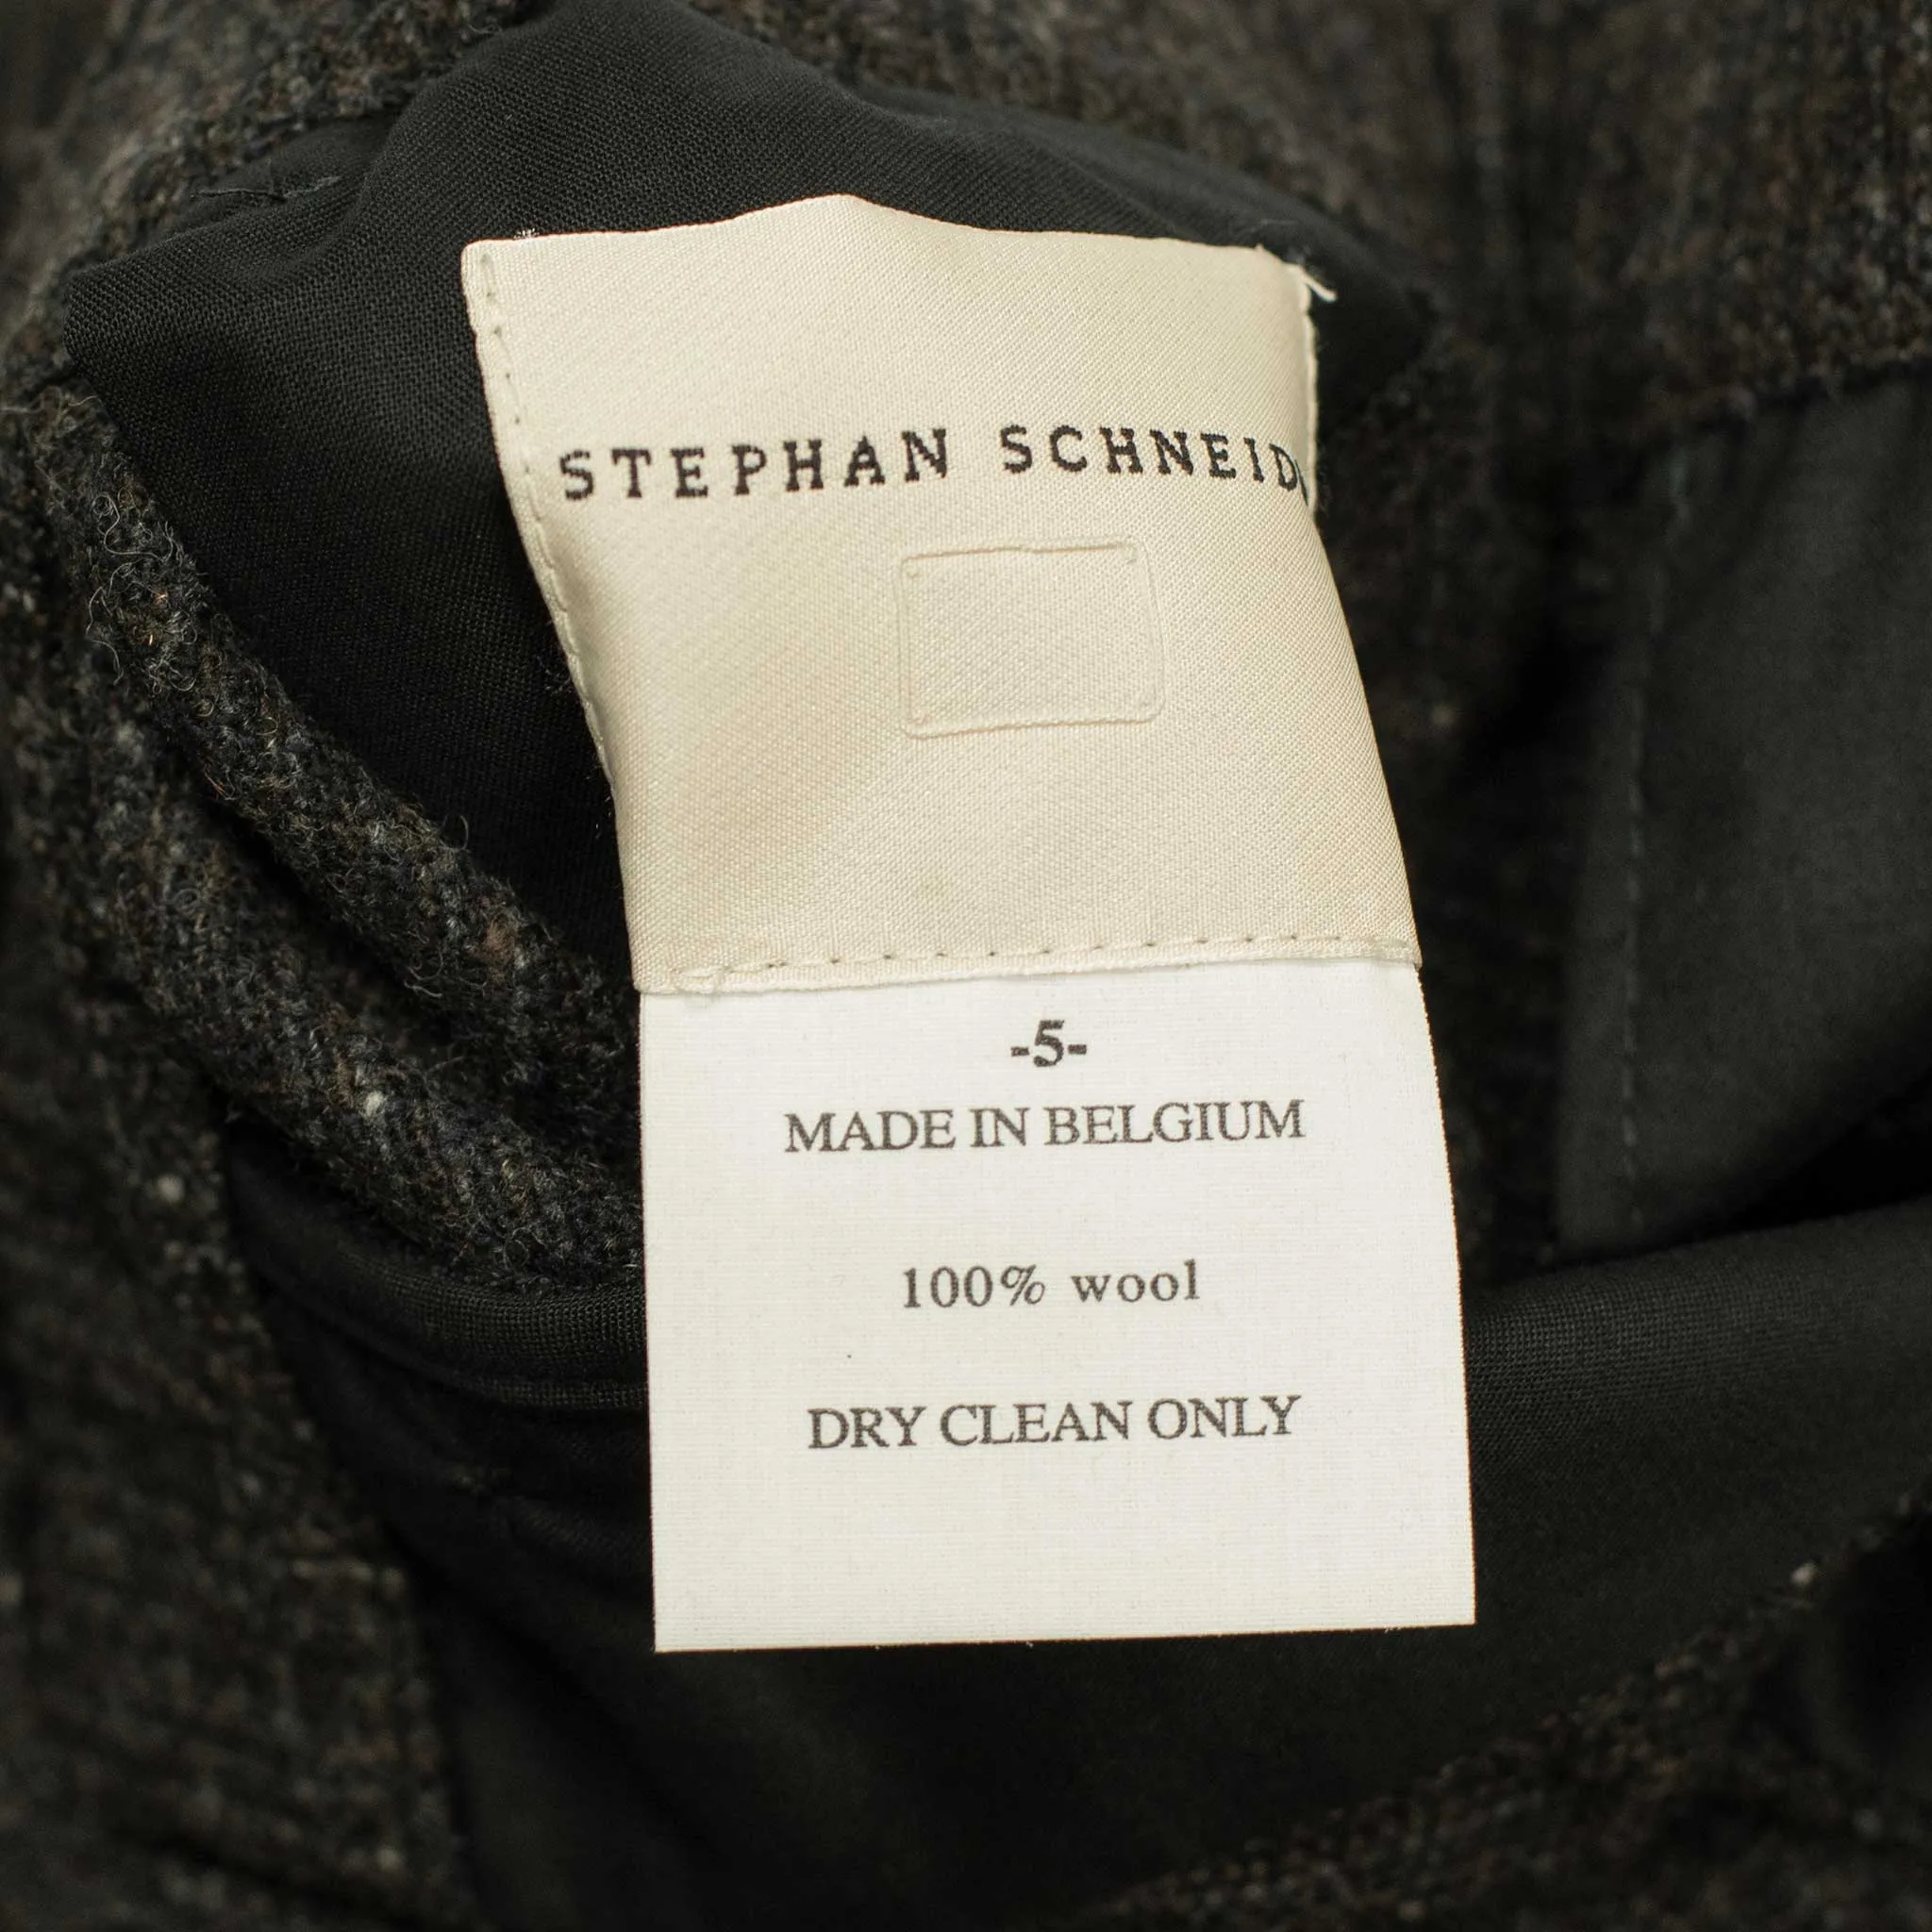 STEPHAN SCHNEID
-5-
MADE IN BELGIUM
100% wool
DRY CLEAN ONLY